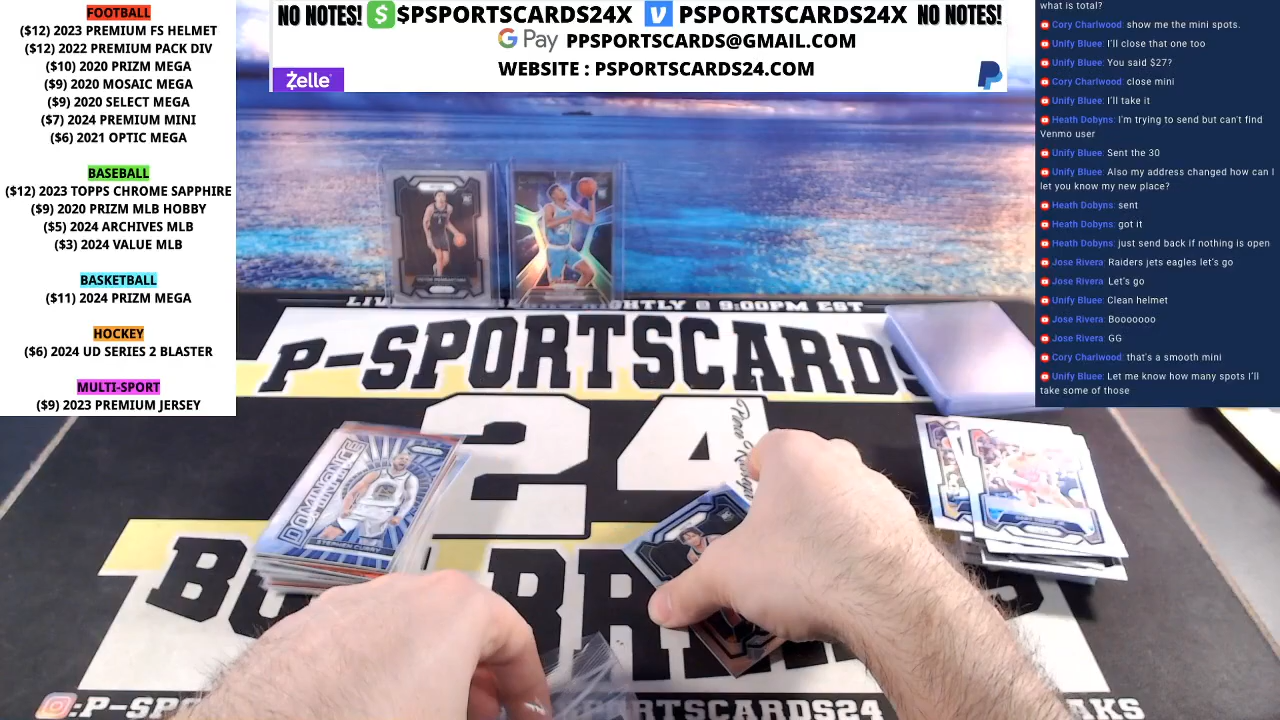 FOOTBALL
($12) 2023 PREMIUM FS HELMET
($12) 2022 PREMIUM PACK DIV
($10) 2020 PRIZM MEGA
($9) 2020 MOSAIC MEGA
($9) 2020 SELECT MEGA
($7) 2024 PREMIUM MINI
($6) 2021 OPTIC MEGA
BASEBALL
($12) 2023 TOPPS CHROME SAPPHIRE
($9) 2020 PRIZM MLB HOBBY
($5) 2024 ARCHIVES MLB
($3) 2024 VALUE MLB
BASKETBALL
($11) 2024 PRIZM MEGA
HOCKEY
($6) 2024 UD SERIES 2 BLASTER
MULTI-SPORT
($9) 2023 PREMIUM JERSEY
NO NOTES! $ $PSPORTSCARDS24X V PSPORTSCARDS24X NO NOTES!
G Pay PPSPORTSCARDS@GMAIL.COM
WEBSITE : PSPORTSCARDS24.COM
Zelle
what is total?
Cory Charlwood: show me the mini spots.
Unify Bluee: I'll close that one too
Unify Bluee: You said $27?
Cory Charlwood: close mini
Unify Bluee: I'll take it
Heath Dobyns: I'm trying to send but can't find
Venmo user
Unify Bluee: Sent the 30
Unify Bluee: Also my address changed how can I
let you know my new place?
Heath Dobyns: sent
Heath Dobyns: got it
Heath Dobyns: just send back if nothing is open
Jose Rivera: Raiders jets eagles let's go
Jose Rivera: Let's go
Unify Bluee: Clean helmet
Jose Rivera: Booooooo
Jose Rivera: GG
Cory Charlwood: that's a smooth mini
Unify Bluee: Let me know how many spots I'll
take some of those
@ 9:00PM EST
P-SPORTSCARDS
24
DOMINANCE
STEPHEN CURRY